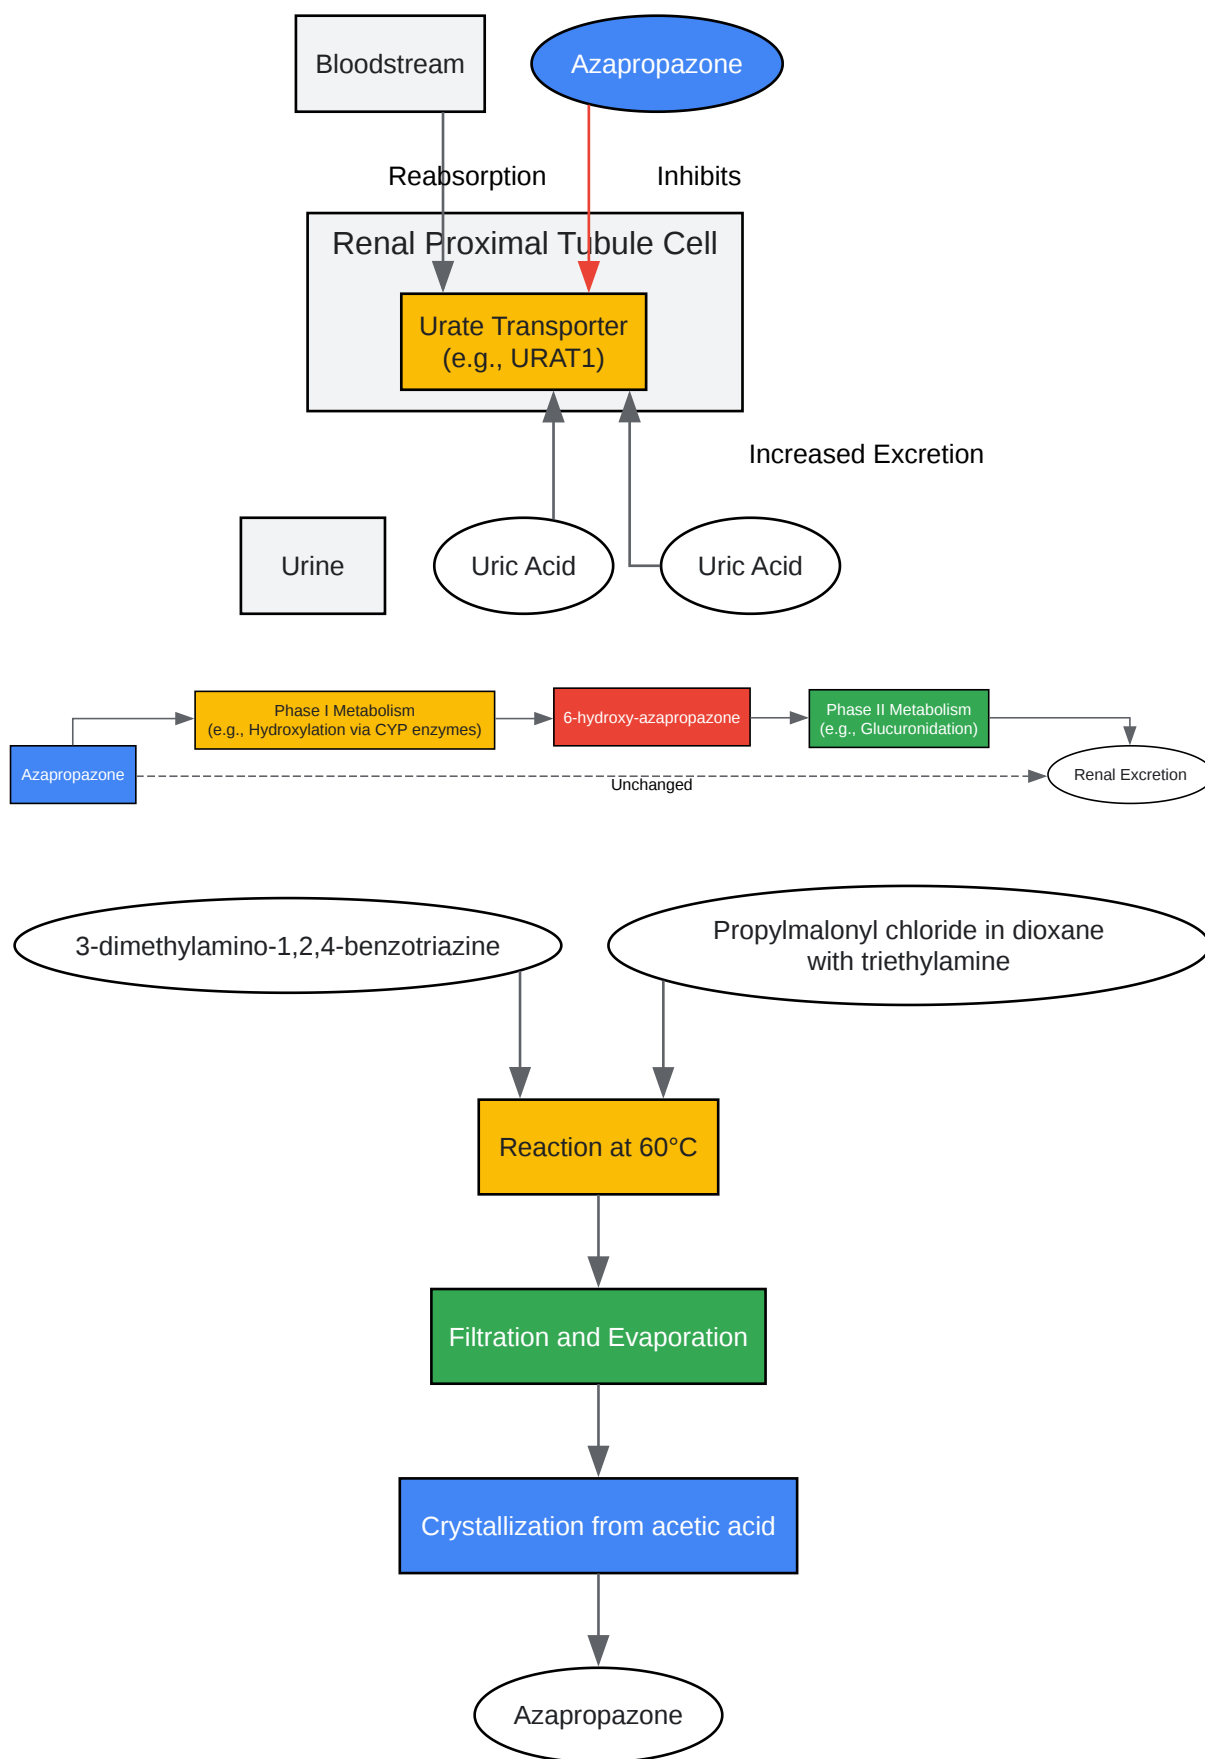 Bloodstream
Azapropazone
Reabsorption
Inhibits
Renal Proximal Tubule Cell
Urate Transporter
(e.g., URAT1)
Increased Excretion
Urine
Uric Acid
Uric Acid
Phase I Metabolism
(e.g., Hydroxylation via CYP enzymes)
6-hydroxy-azapropazone
Phase II Metabolism
(e.g., Glucuronidation)
Azapropazone
Unchanged
Renal Excretion
3-dimethylamino-1,2,4-benzotriazine
Propylmalonyl chloride in dioxane
with triethylamine
Reaction at 60°C
Filtration and Evaporation
Crystallization from acetic acid
Azapropazone